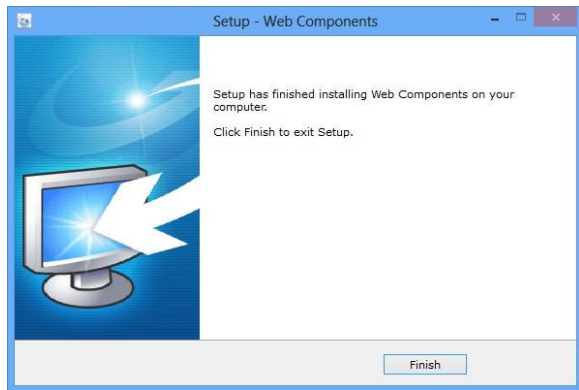 Setup - Web Components
Setup has finished installing Web Components on your
computer.
Click Finish to exit Setup.
Finish